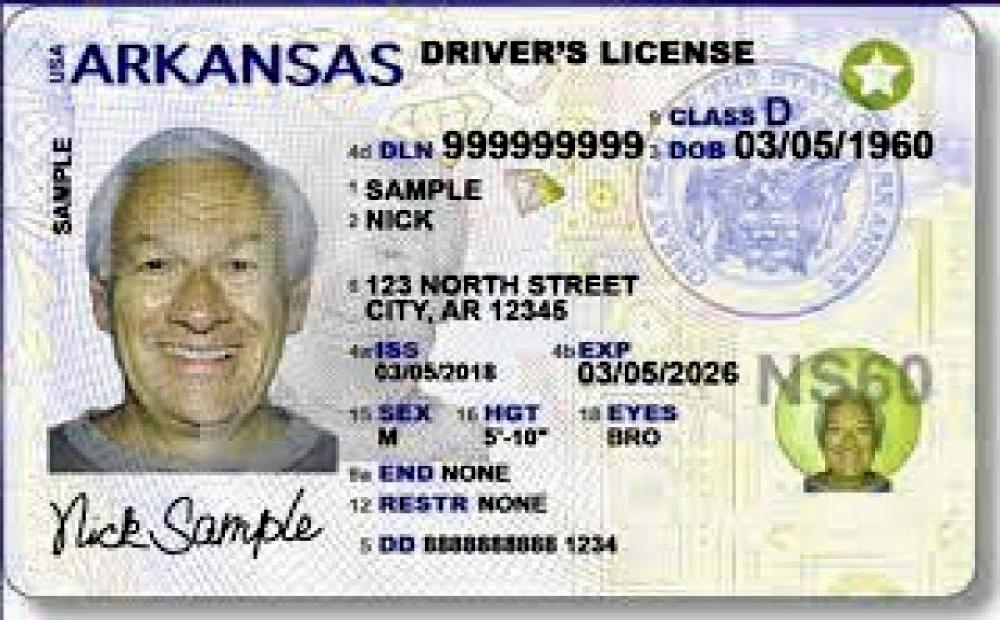 USA
ARKANSAS DRIVER'S LICENSE
9 CLASS D
SAMPLE
4d DLN 999999999 3 DOB 03/05/1960
1 SAMPLE
2 NICK
8 123 NORTH STREET
CITY, AR 12345
4a ISS 4b EXP
03/05/2018 03/05/2026
NS60
15 SEX 16 HGT 18 EYES
M 5'-10" BRO
9a END NONE
12 RESTR NONE
Nick Sample
5 DD 8888888888 1234